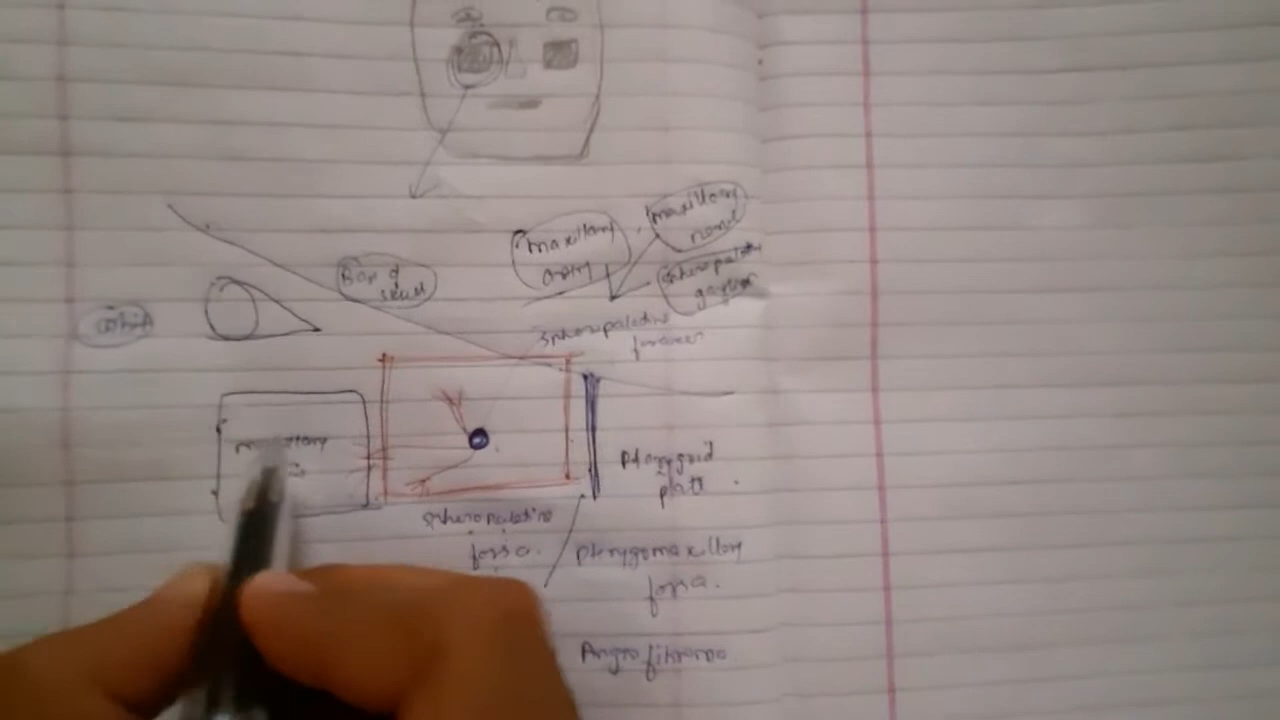 maxillary
nerve
maxillary
artery
Base of
skull
sphenopalatine
ganglion
orbit
sphenopalatine
foramen
maxillary
Pterygoid
plate
sphenopalatine
fossa.
Pterygomaxillary
fossa.
Angiofibroma